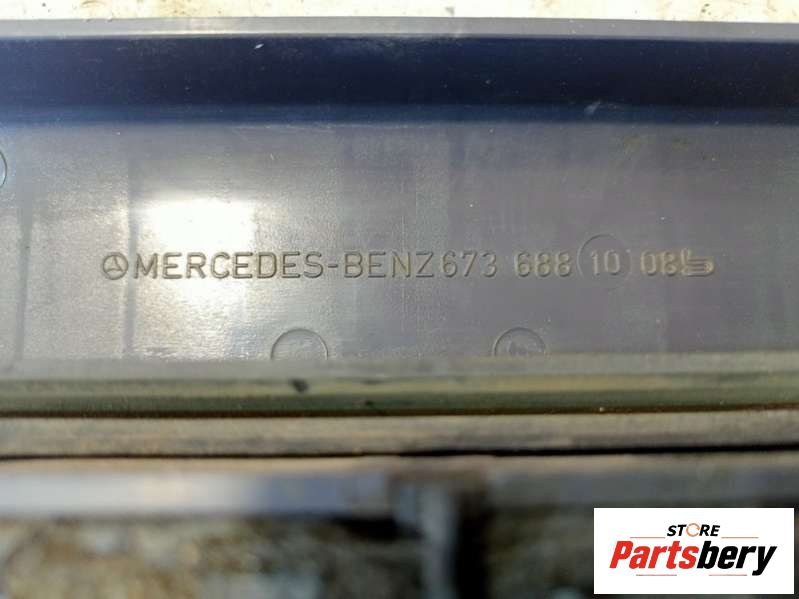 MERCEDES-BENZ 673 688 10 08
STORE
Partsbery